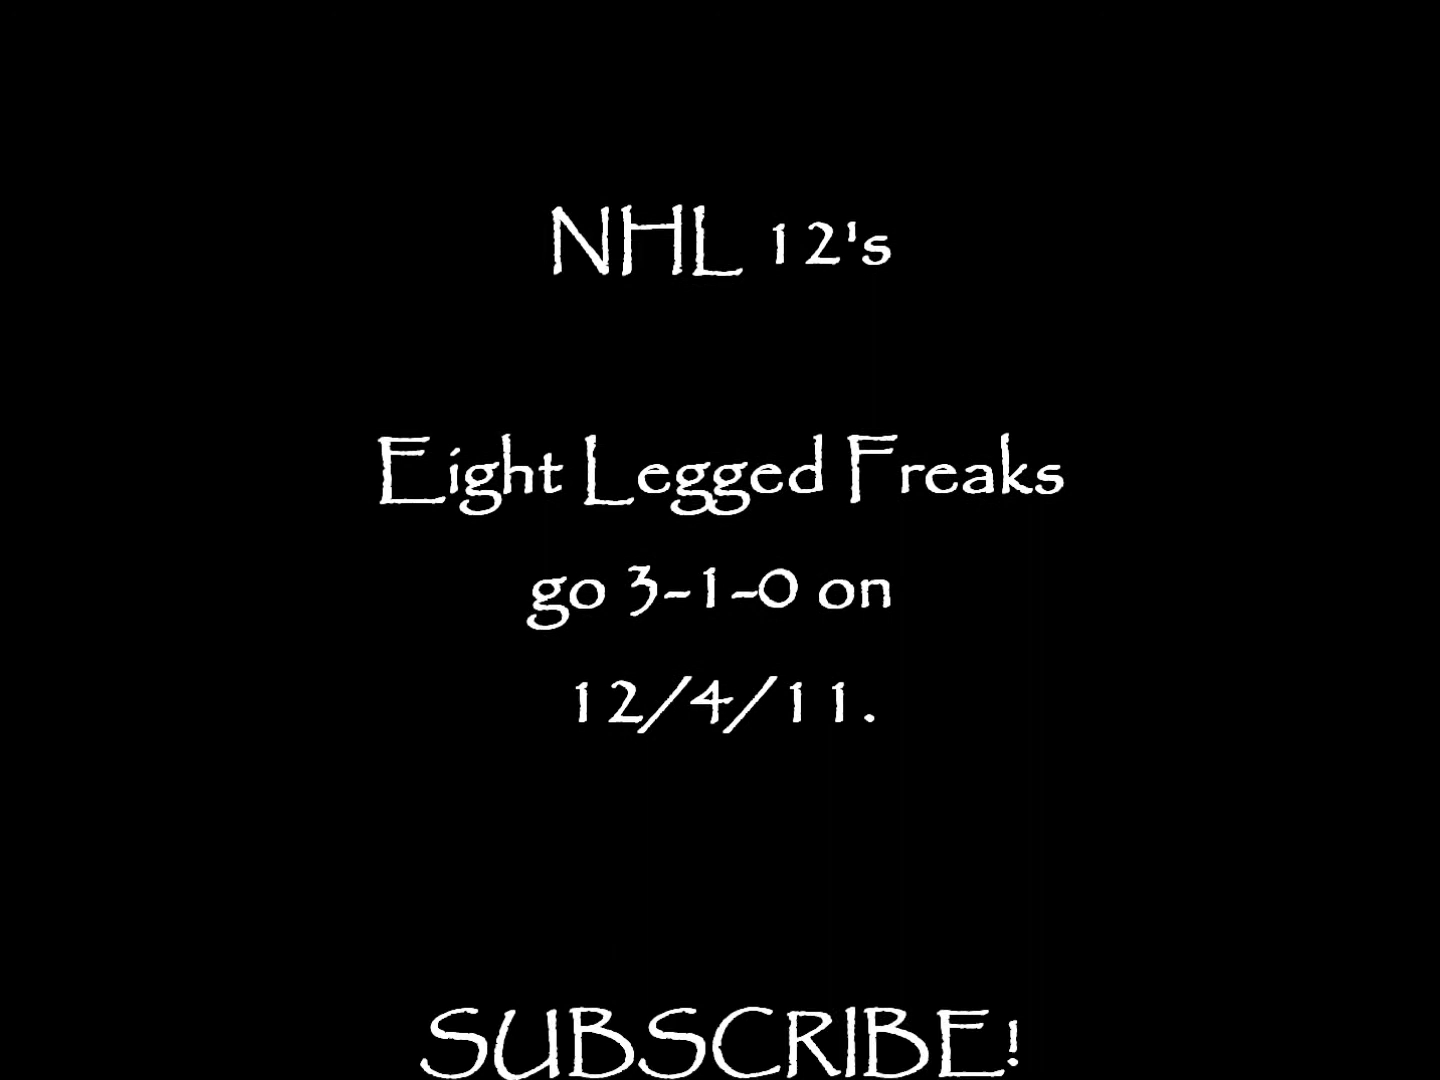 NHL 12's
Eight Legged Freaks
go 3-1-0 on
12/4/11.
SUBSCRIBE!